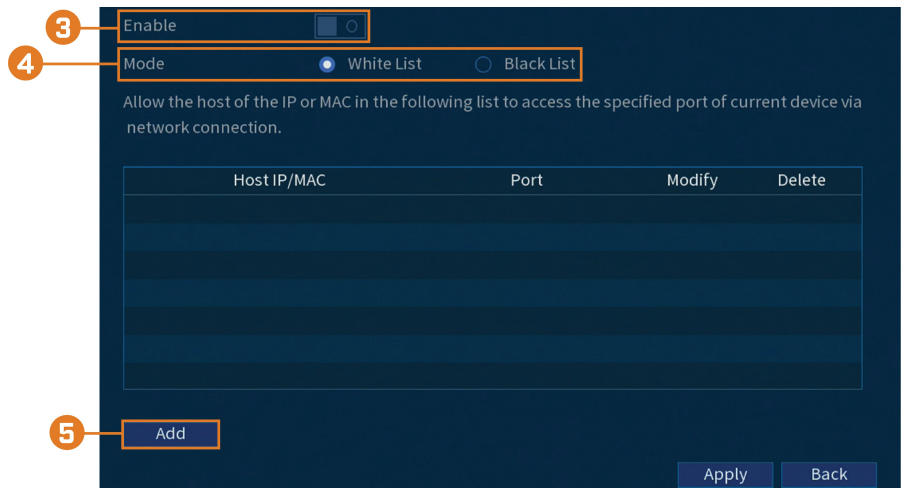 3 Enable
4 Mode White List Black List
Allow the host of the IP or MAC in the following list to access the specified port of current device via
network connection.
Host IP/MAC Port Modify Delete
5 Add
Apply Back